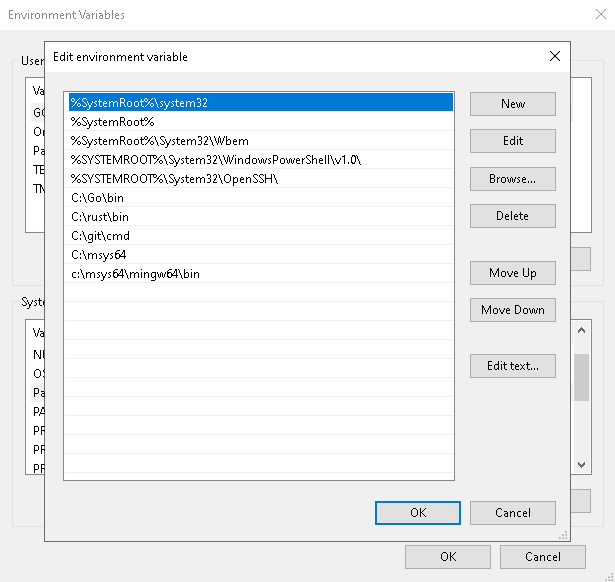 Environment Variables
Edit environment variable
User
Va
GO
On
Pa
TE
TN
%SystemRoot%\system32
%SystemRoot%
%SystemRoot%\System32\Wbem
%SYSTEMROOT%\System32\WindowsPowerShell\v1.0\
%SYSTEMROOT%\System32\OpenSSH\
C:\Go\bin
C:\rust\bin
C:\git\cmd
C:\msys64
c:\msys64\mingw64\bin
New
Edit
Browse...
Delete
Move Up
Move Down
Edit text...
Syste
Va
NU
OS
Pa
PA
PR
PR
PR
OK
Cancel
OK
Cancel